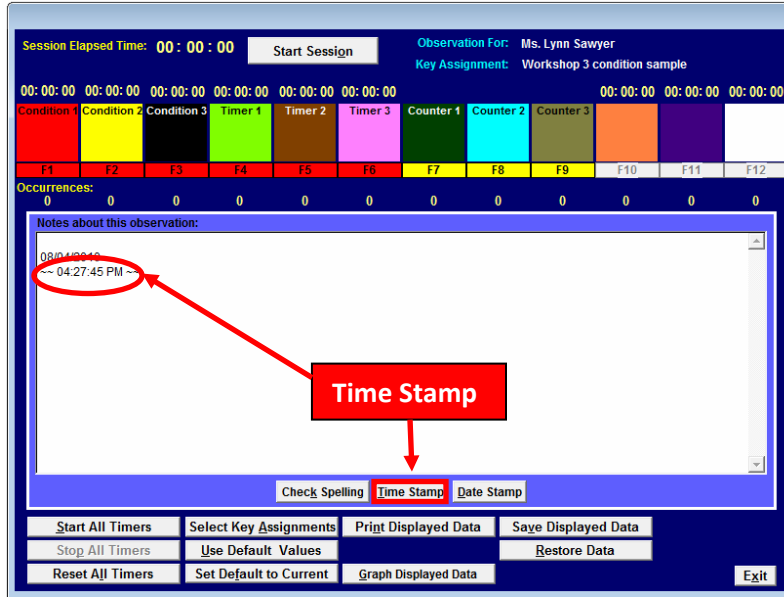 Session Elapsed Time: 00: 00 : 00 Start Session Observation For: Ms. Lynn Sawyer
Key Assignment: Workshop 3 condition sample
00: 00: 00 00: 00: 00 00: 00: 00 00: 00: 00 00: 00: 00 00: 00: 00 00: 00: 00 00: 00: 00 00: 00: 00
Condition 1 Condition 2 Condition 3 Timer 1 Timer 2 Timer 3 Counter 1 Counter 2 Counter 3
F1 F2 F3 F4 F5 F6 F7 F8 F9 F10 F11 F12
Occurrences:
0 0 0 0 0 0 0 0 0 0 0 0
Notes about this observation:
~~ 04:27:45 PM ~~
Time Stamp
Check Spelling Time Stamp Date Stamp
Start All Timers Select Key Assignments Print Displayed Data Save Displayed Data
Stop All Timers Use Default Values Restore Data
Reset All Timers Set Default to Current Graph Displayed Data Exit